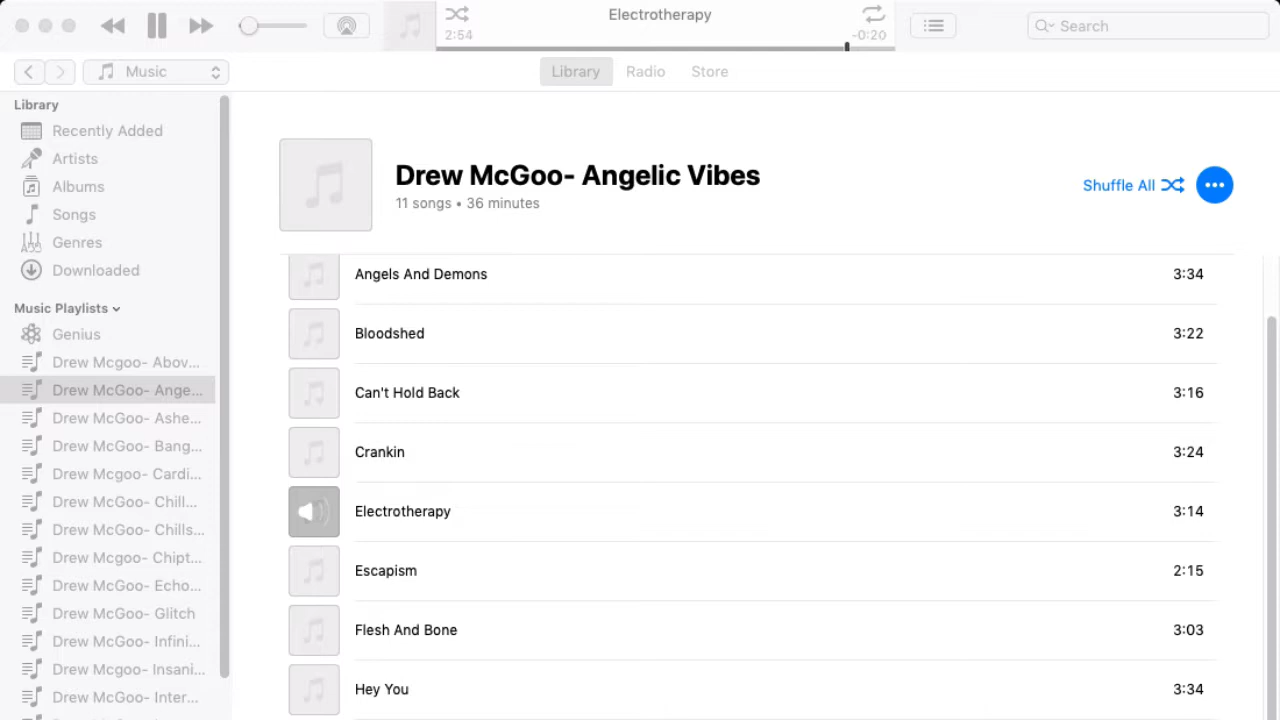 Electrotherapy
2:54
-0:20
Search
Music
Library
Radio
Store
Library
Recently Added
Artists
Albums
Songs
Genres
Downloaded
Music Playlists
Genius
Drew Mcgoo- Abov...
Drew McGoo- Ange...
Drew McGoo- Ashe...
Drew McGoo- Bang...
Drew Mcgoo- Cardi...
Drew McGoo- Chill...
Drew McGoo- Chills...
Drew Mcgoo- Chipt...
Drew McGoo- Echo...
Drew McGoo- Glitch
Drew McGoo- Infini...
Drew Mcgoo- Insani...
Drew McGoo- Inter...
Drew McGoo- Angelic Vibes
11 songs • 36 minutes
Shuffle All
Angels And Demons 3:34
Bloodshed 3:22
Can't Hold Back 3:16
Crankin 3:24
Electrotherapy 3:14
Escapism 2:15
Flesh And Bone 3:03
Hey You 3:34